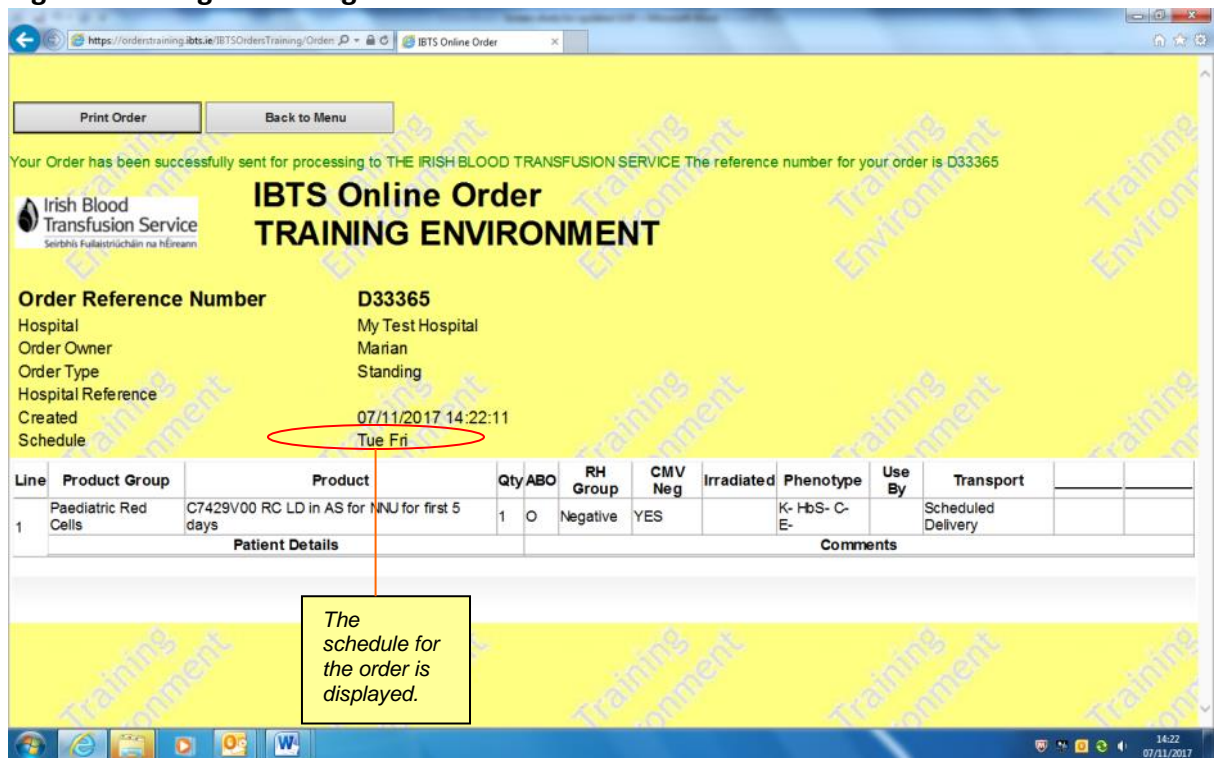 https://orderstraining.ibts.ie/IBTSOrdersTraining/Orden
IBTS Online Order
Print Order
Back to Menu
Your Order has been successfully sent for processing to THE IRISH BLOOD TRANSFUSION SERVICE The reference number for your order is D33365
Irish Blood
Transfusion Service
Seirbhís Fuilaistriúcháin na hÉireann
IBTS Online Order
TRAINING ENVIRONMENT
Order Reference Number D33365
Hospital My Test Hospital
Order Owner Marian
Order Type Standing
Hospital Reference
Created 07/11/2017 14:22:11
Schedule Tue Fri
Line Product Group Product Qty ABO RH Group CMV Neg Irradiated Phenotype Use By Transport
1 Paediatric Red Cells C7429V00 RC LD in AS for NNU for first 5 days 1 O Negative YES K- HbS- C- E- Scheduled Delivery
Patient Details Comments
The
schedule for
the order is
displayed.
Training
Environment
14:22
07/11/2017